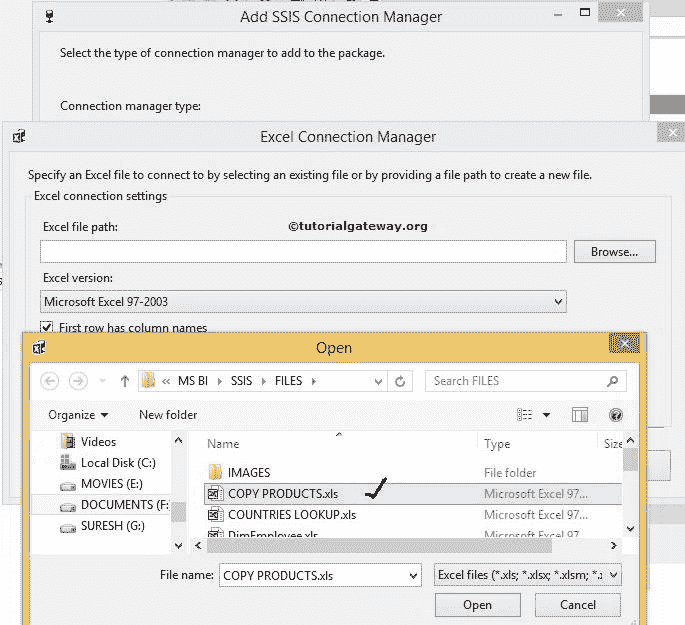 Add SSIS Connection Manager
Select the type of connection manager to add to the package.
Connection manager type:
Excel Connection Manager
Specify an Excel file to connect to by selecting an existing file or by providing a file path to create a new file.
Excel connection settings
Excel file path:
©tutorialgateway.org
Browse...
Excel version:
Microsoft Excel 97-2003
First row has column names
Open
« MS BI SSIS FILES
Search FILES
Organize New folder
Name Type Size
Videos
Local Disk (C:)
MOVIES (E:)
DOCUMENTS (F:
SURESH (G:)
IMAGES File folder
COPY PRODUCTS.xls Microsoft Excel 97...
COUNTRIES LOOKUP.xls Microsoft Excel 97...
DimEmployee.xls Microsoft Excel 97...
File name: COPY PRODUCTS.xls Excel files (*.xls; *.xlsx; *.xlsm; *.x
Open Cancel